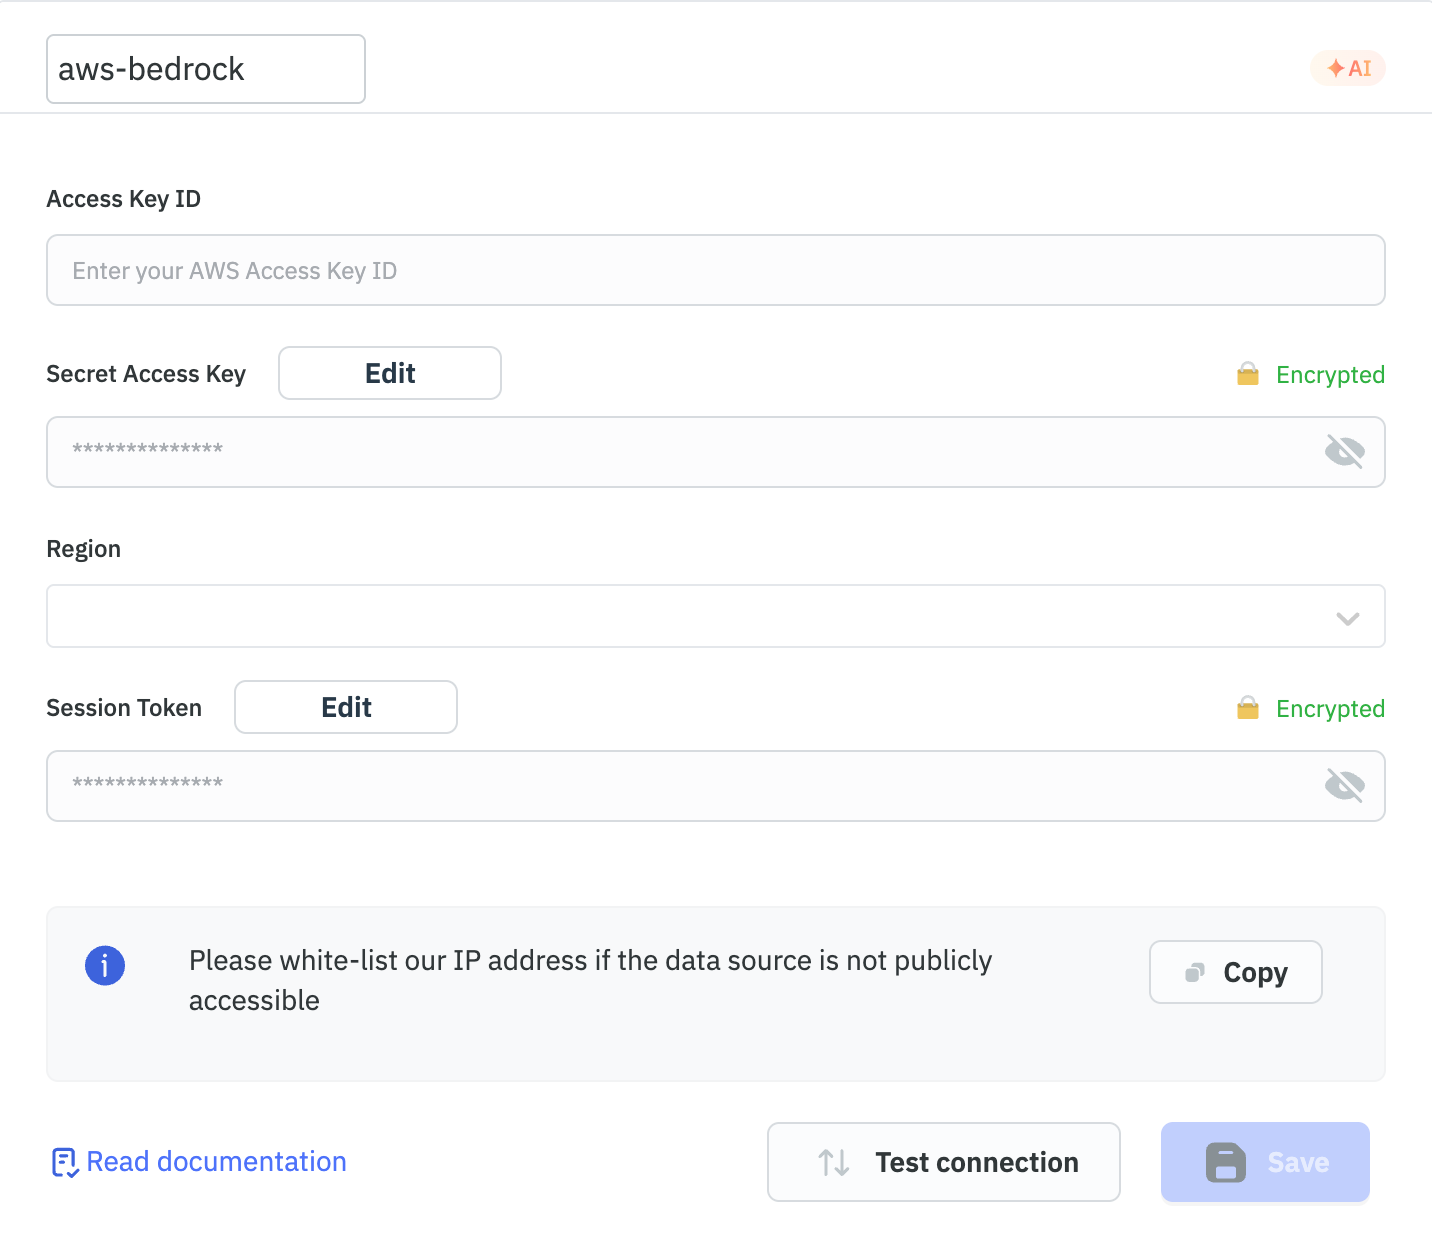 aws-bedrock
AI
Access Key ID
Enter your AWS Access Key ID
Secret Access Key
Edit
Encrypted
**************
Region
Session Token
Edit
Encrypted
**************
Please white-list our IP address if the data source is not publicly
accessible
Copy
Read documentation
Test connection
Save